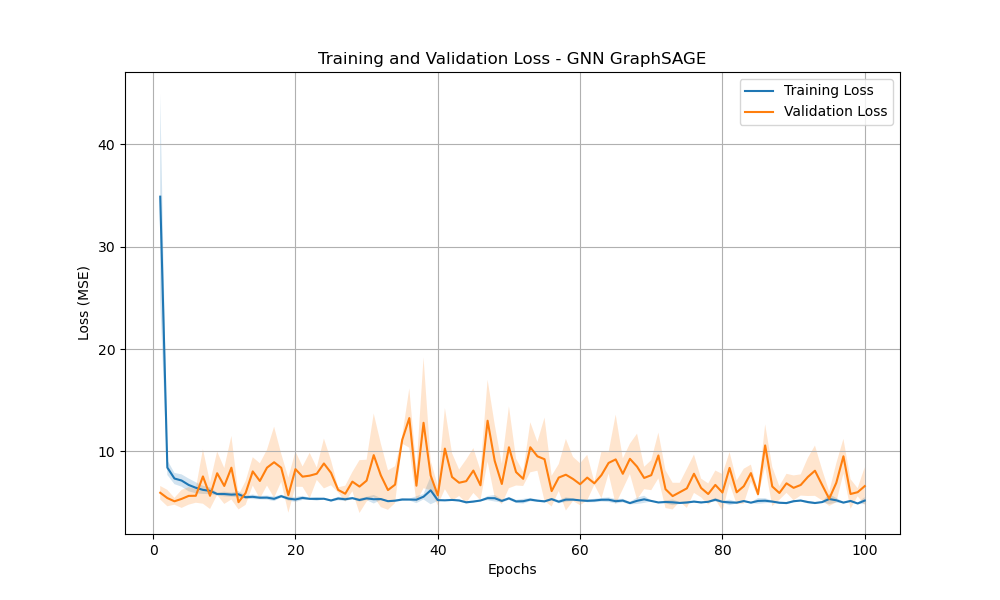 Training and Validation Loss - GNN GraphSAGE
Training Loss
Validation Loss
40
30
20
10
Loss (MSE)
0
20
40
60
80
100
Epochs